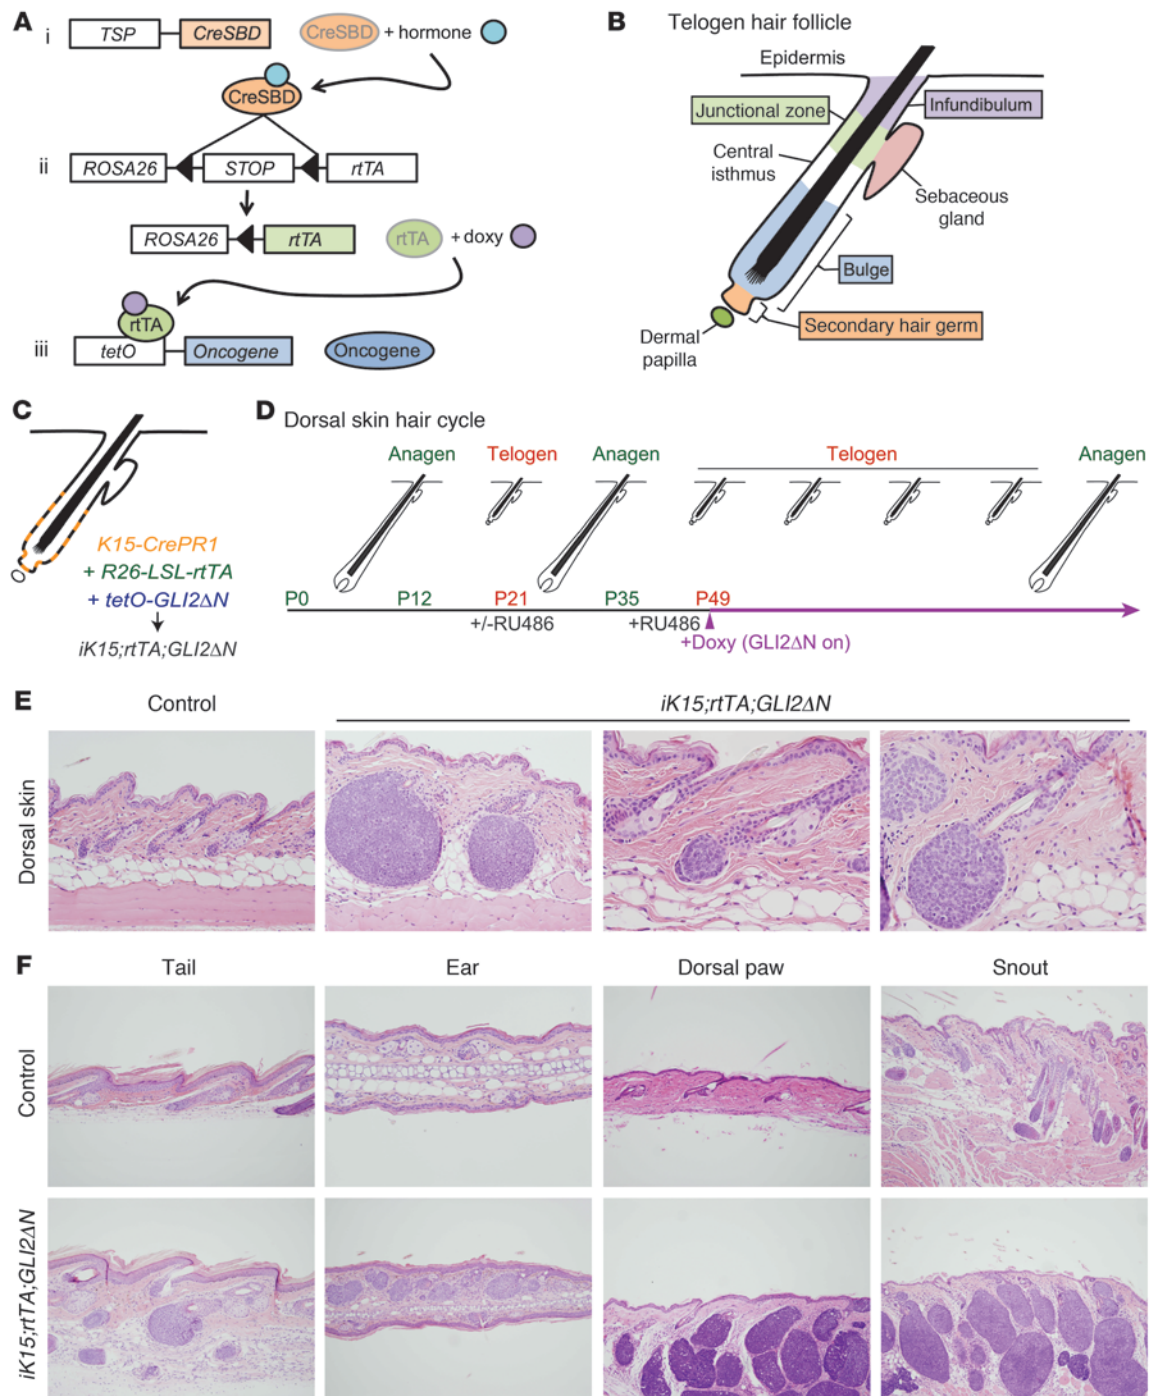 A
i
TSP
CreSBD
CreSBD + hormone
CreSBD
ii
ROSA26
STOP
rtTA
ROSA26
rtTA
rtTA + doxy
rtTA
iii
tetO
Oncogene
Oncogene
B
Telogen hair follicle
Epidermis
Junctional zone
Infundibulum
Central
isthmus
Sebaceous
gland
Bulge
Secondary hair germ
Dermal
papilla
C
K15-CrePR1
+ R26-LSL-rtTA
+ tetO-GLI2ΔN
iK15;rtTA;GLI2ΔN
D
Dorsal skin hair cycle
Anagen Telogen Anagen Telogen Anagen
P0 P12 P21 P35 P49
+/-RU486 +RU486
+Doxy (GLI2ΔN on)
E
Control iK15;rtTA;GLI2ΔN
Dorsal skin
F
Tail Ear Dorsal paw Snout
Control
iK15;rtTA;GLI2ΔN